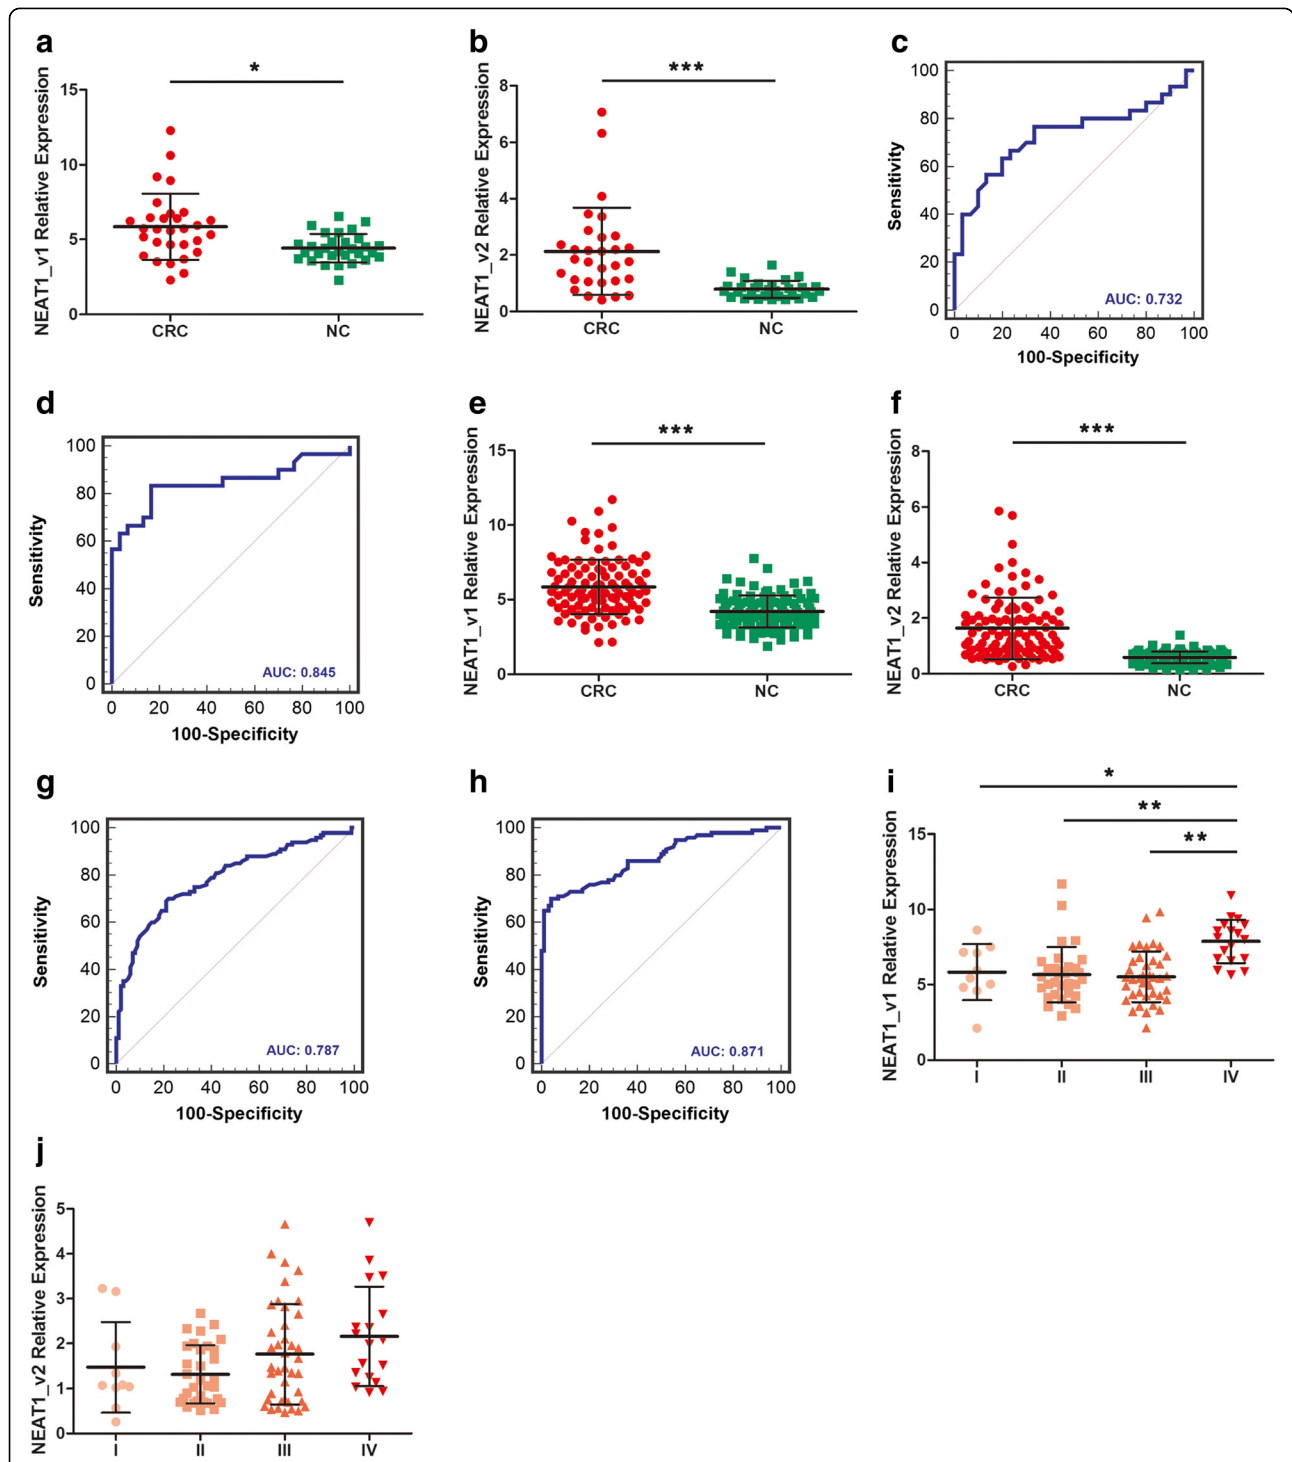 a
*
NEAT1_v1 Relative Expression
15
10
5
0
CRC
NC
b
***
NEAT1_v2 Relative Expression
8
6
4
2
0
CRC
NC
c
Sensitivity
100
80
60
40
20
0
AUC: 0.732
0
20
40
60
80
100
100-Specificity
d
Sensitivity
100
80
60
40
20
0
AUC: 0.845
0
20
40
60
80
100
100-Specificity
e
***
NEAT1_v1 Relative Expression
15
10
5
0
CRC
NC
f
***
NEAT1_v2 Relative Expression
8
6
4
2
0
CRC
NC
g
Sensitivity
100
80
60
40
20
0
AUC: 0.787
0
20
40
60
80
100
100-Specificity
h
Sensitivity
100
80
60
40
20
0
AUC: 0.871
0
20
40
60
80
100
100-Specificity
i
*
**
**
NEAT1_v1 Relative Expression
15
10
5
0
I
II
III
IV
j
NEAT1_v2 Relative Expression
5
4
3
2
1
0
I
II
III
IV